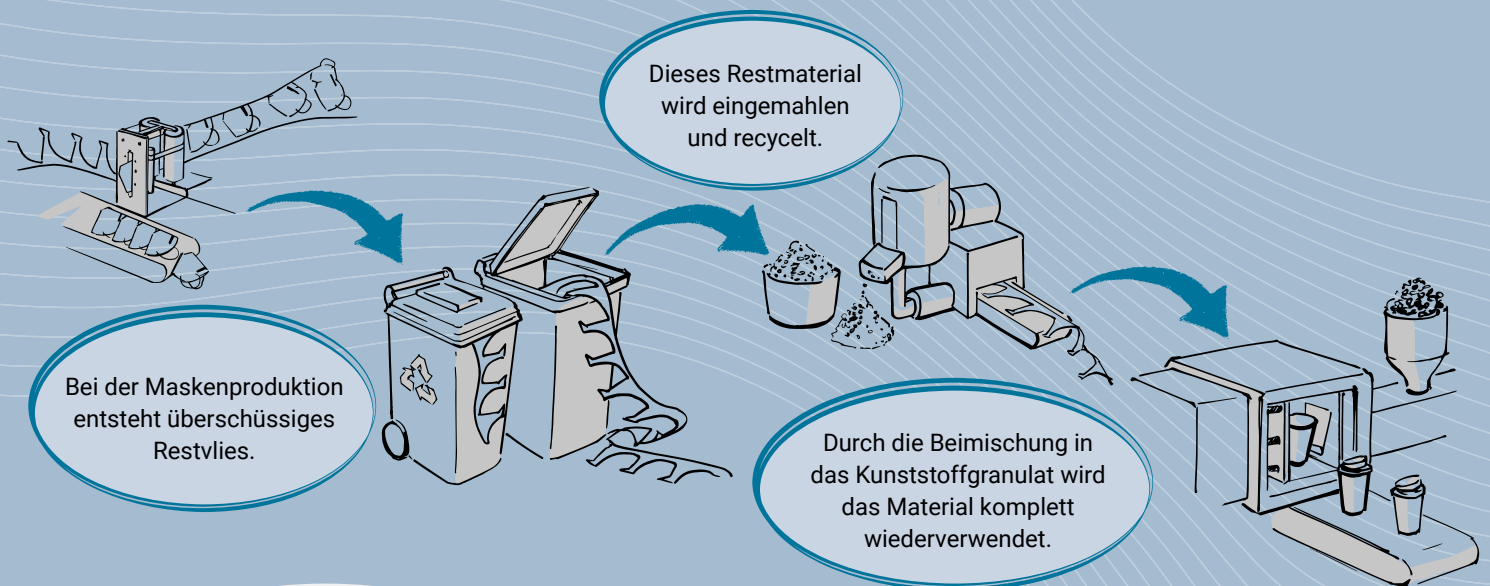 Dieses Restmaterial
wird eingemahlen
und recycelt.
Bei der Maskenproduktion
entsteht überschüssiges
Restvlies.
Durch die Beimischung in
das Kunststoffgranulat wird
das Material komplett
wiederverwendet.